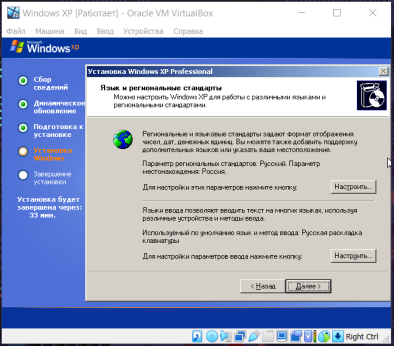 Windows XP [Работает] - Oracle VM VirtualBox
Файл Машина Вид Ввод Устройства Справка
Microsoft
Windows xp
Сбор сведений
Динамическое обновление
Подготовка к установке
Установка Windows
Завершение установки
Установка будет завершена через:
33 мин.
Установка Windows XP Professional
Язык и региональные стандарты
Можно настроить Windows XP для работы с различными языками и
региональными стандартами.
Региональные и языковые стандарты задают формат отображения
чисел, дат, денежных единиц. Вы можете также добавить поддержку
дополнительных языков или указать ваше местоположение.
Параметр региональных стандартов: Русский. Параметр
местонахождения: Россия.
Для настройки этих параметров нажмите кнопку:
Настроить...
Языки ввода позволяют вводить текст на многих языках, используя
различные устройства и методы ввода.
Используемый по умолчанию язык и метод ввода: Русская раскладка
клавиатуры
Для настройки параметров ввода нажмите кнопку:
Настроить...
< Назад
Далее >
Right Ctrl